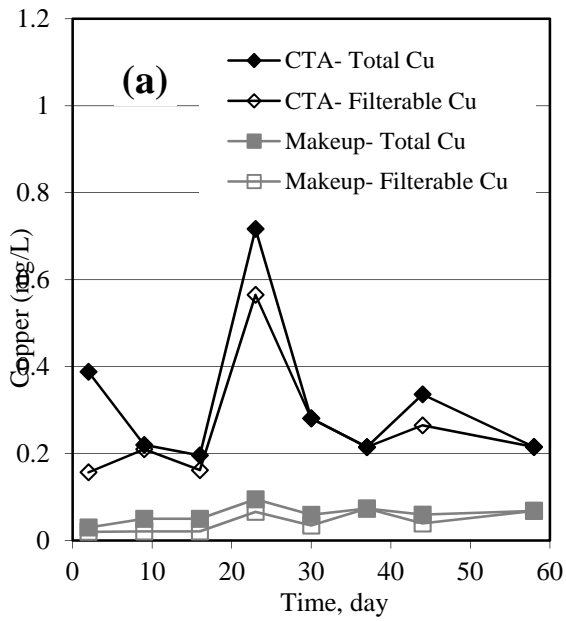 1.2
1
0.8
0.6
0.4
0.2
0
Copper (mg/L)
(a)
CTA- Total Cu
CTA- Filterable Cu
Makeup- Total Cu
Makeup- Filterable Cu
0 10 20 30 40 50 60
Time, day